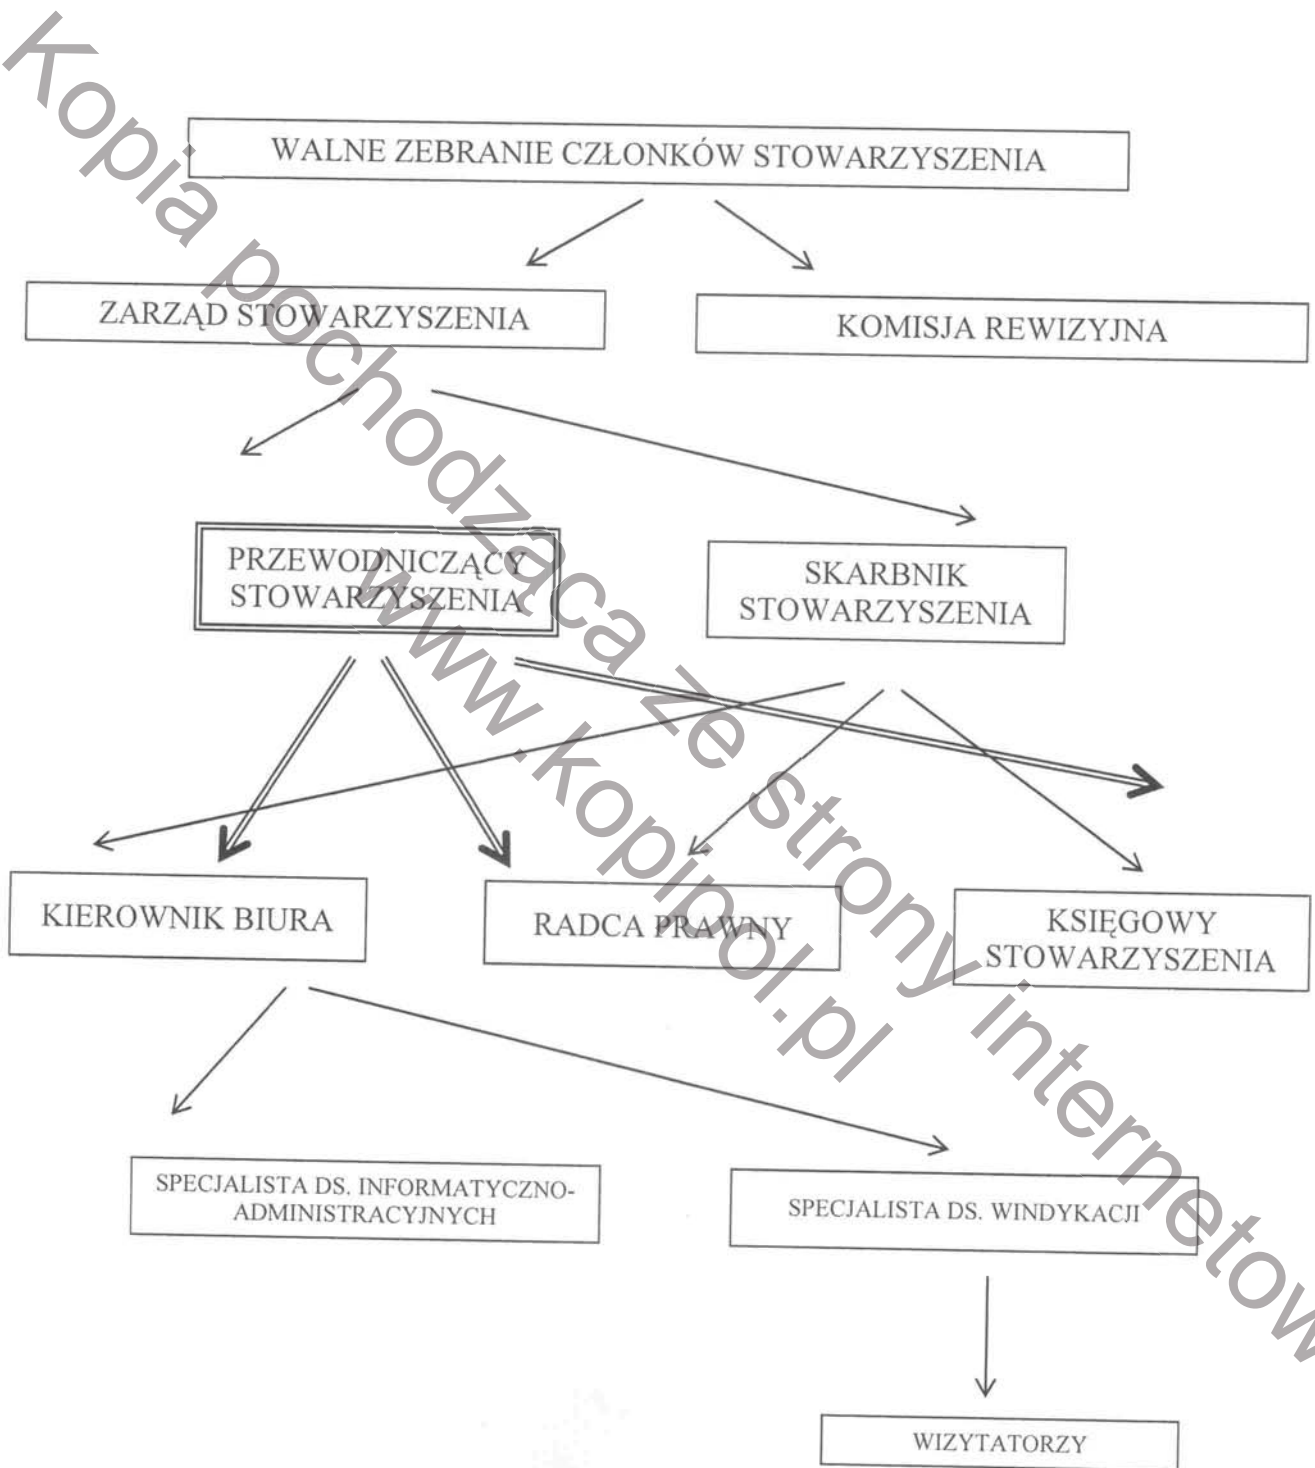 WALNE ZEBRANIE CZŁONKÓW STOWARZYSZENIA
ZARZĄD STOWARZYSZENIA
KOMISJA REWIZYJNA
PRZEWODNICZĄCY
STOWARZYSZENIA
SKARBNIK
STOWARZYSZENIA
KIEROWNIK BIURA
RADCA PRAWNY
KSIĘGOWY
STOWARZYSZENIA
SPECJALISTA DS. INFORMATYCZNO-
ADMINISTRACYJNYCH
SPECJALISTA DS. WINDYKACJI
WIZYTATORZY
Kopia pochodząca ze strony internetow
www.kopipol.pl